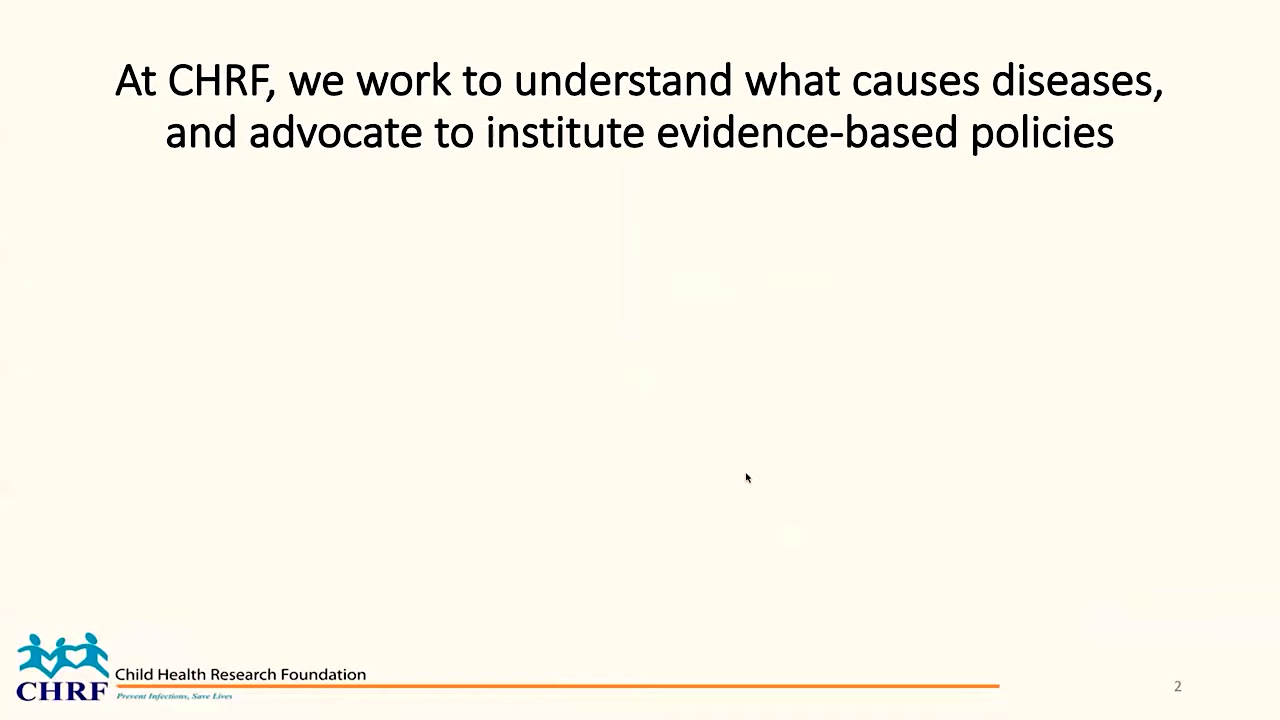 At CHRF, we work to understand what causes diseases,
and advocate to institute evidence-based policies
CHRF
Child Health Research Foundation
Prevent Infections, Save Lives
2